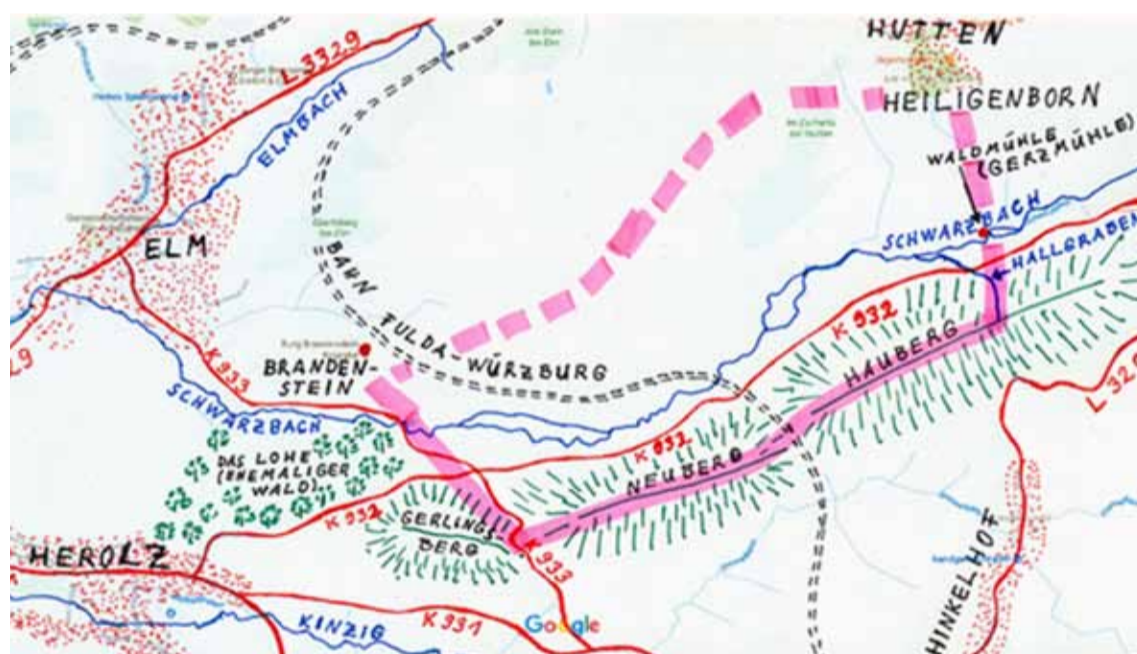 HUTTEN
HEILIGENBORN
L 3329
ELMBACH
WALDMÜHLE
(GERZMÜHLE)
SCHWARZBACH
HALLGRABEN
ELM
BAHN FULDA-WÜRZBURG
K 932
HAUBERG
K 933
BRANDEN-
STEIN
SCHWARZBACH
DAS LOHE
(EHEMALIGER
WALD)
K 932
NEUBERG
K 932
GERLINGS-
BERG
K 933
HEROLZ
KINZIG
K 931
Google
HINKELHOF